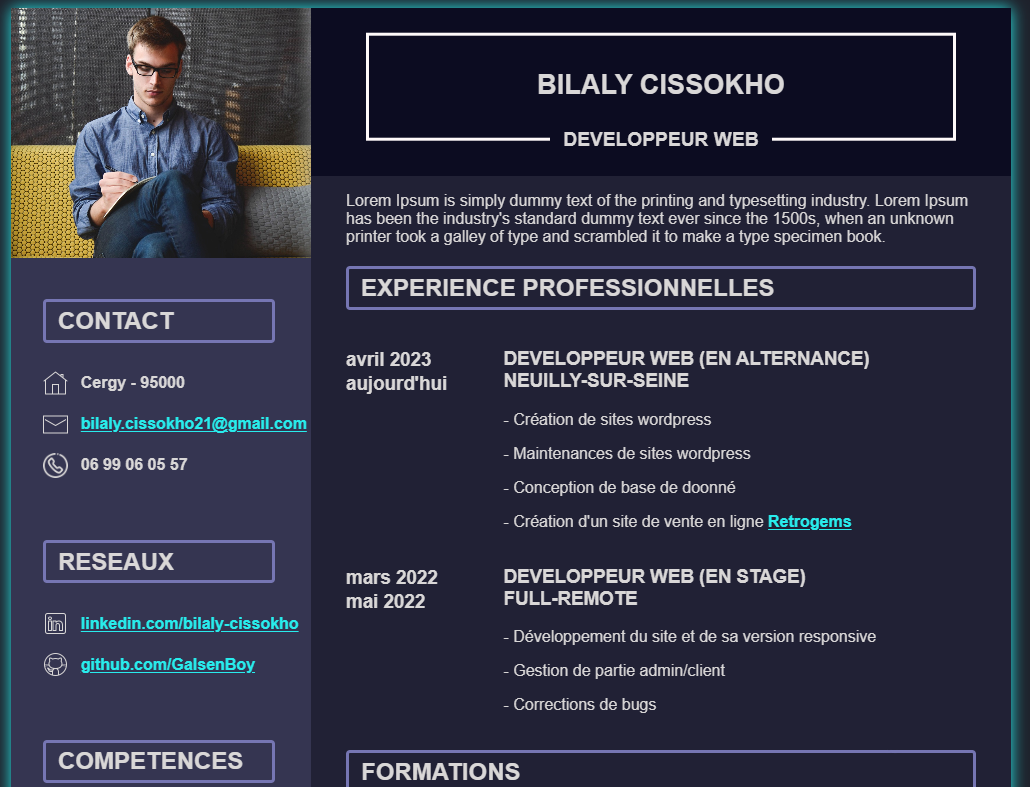 BILALY CISSOKHO
DEVELOPPEUR WEB
Lorem Ipsum is simply dummy text of the printing and typesetting industry. Lorem Ipsum
has been the industry's standard dummy text ever since the 1500s, when an unknown
printer took a galley of type and scrambled it to make a type specimen book.
CONTACT
Cergy - 95000
bilaly.cissokho21@gmail.com
06 99 06 05 57
RESEAUX
linkedin.com/bilaly-cissokho
github.com/GalsenBoy
COMPETENCES
EXPERIENCE PROFESSIONNELLES
avril 2023
aujourd'hui
DEVELOPPEUR WEB (EN ALTERNANCE)
NEUILLY-SUR-SEINE
- Création de sites wordpress
- Maintenances de sites wordpress
- Conception de base de doonné
- Création d'un site de vente en ligne Retrogems
mars 2022
mai 2022
DEVELOPPEUR WEB (EN STAGE)
FULL-REMOTE
- Développement du site et de sa version responsive
- Gestion de partie admin/client
- Corrections de bugs
FORMATIONS